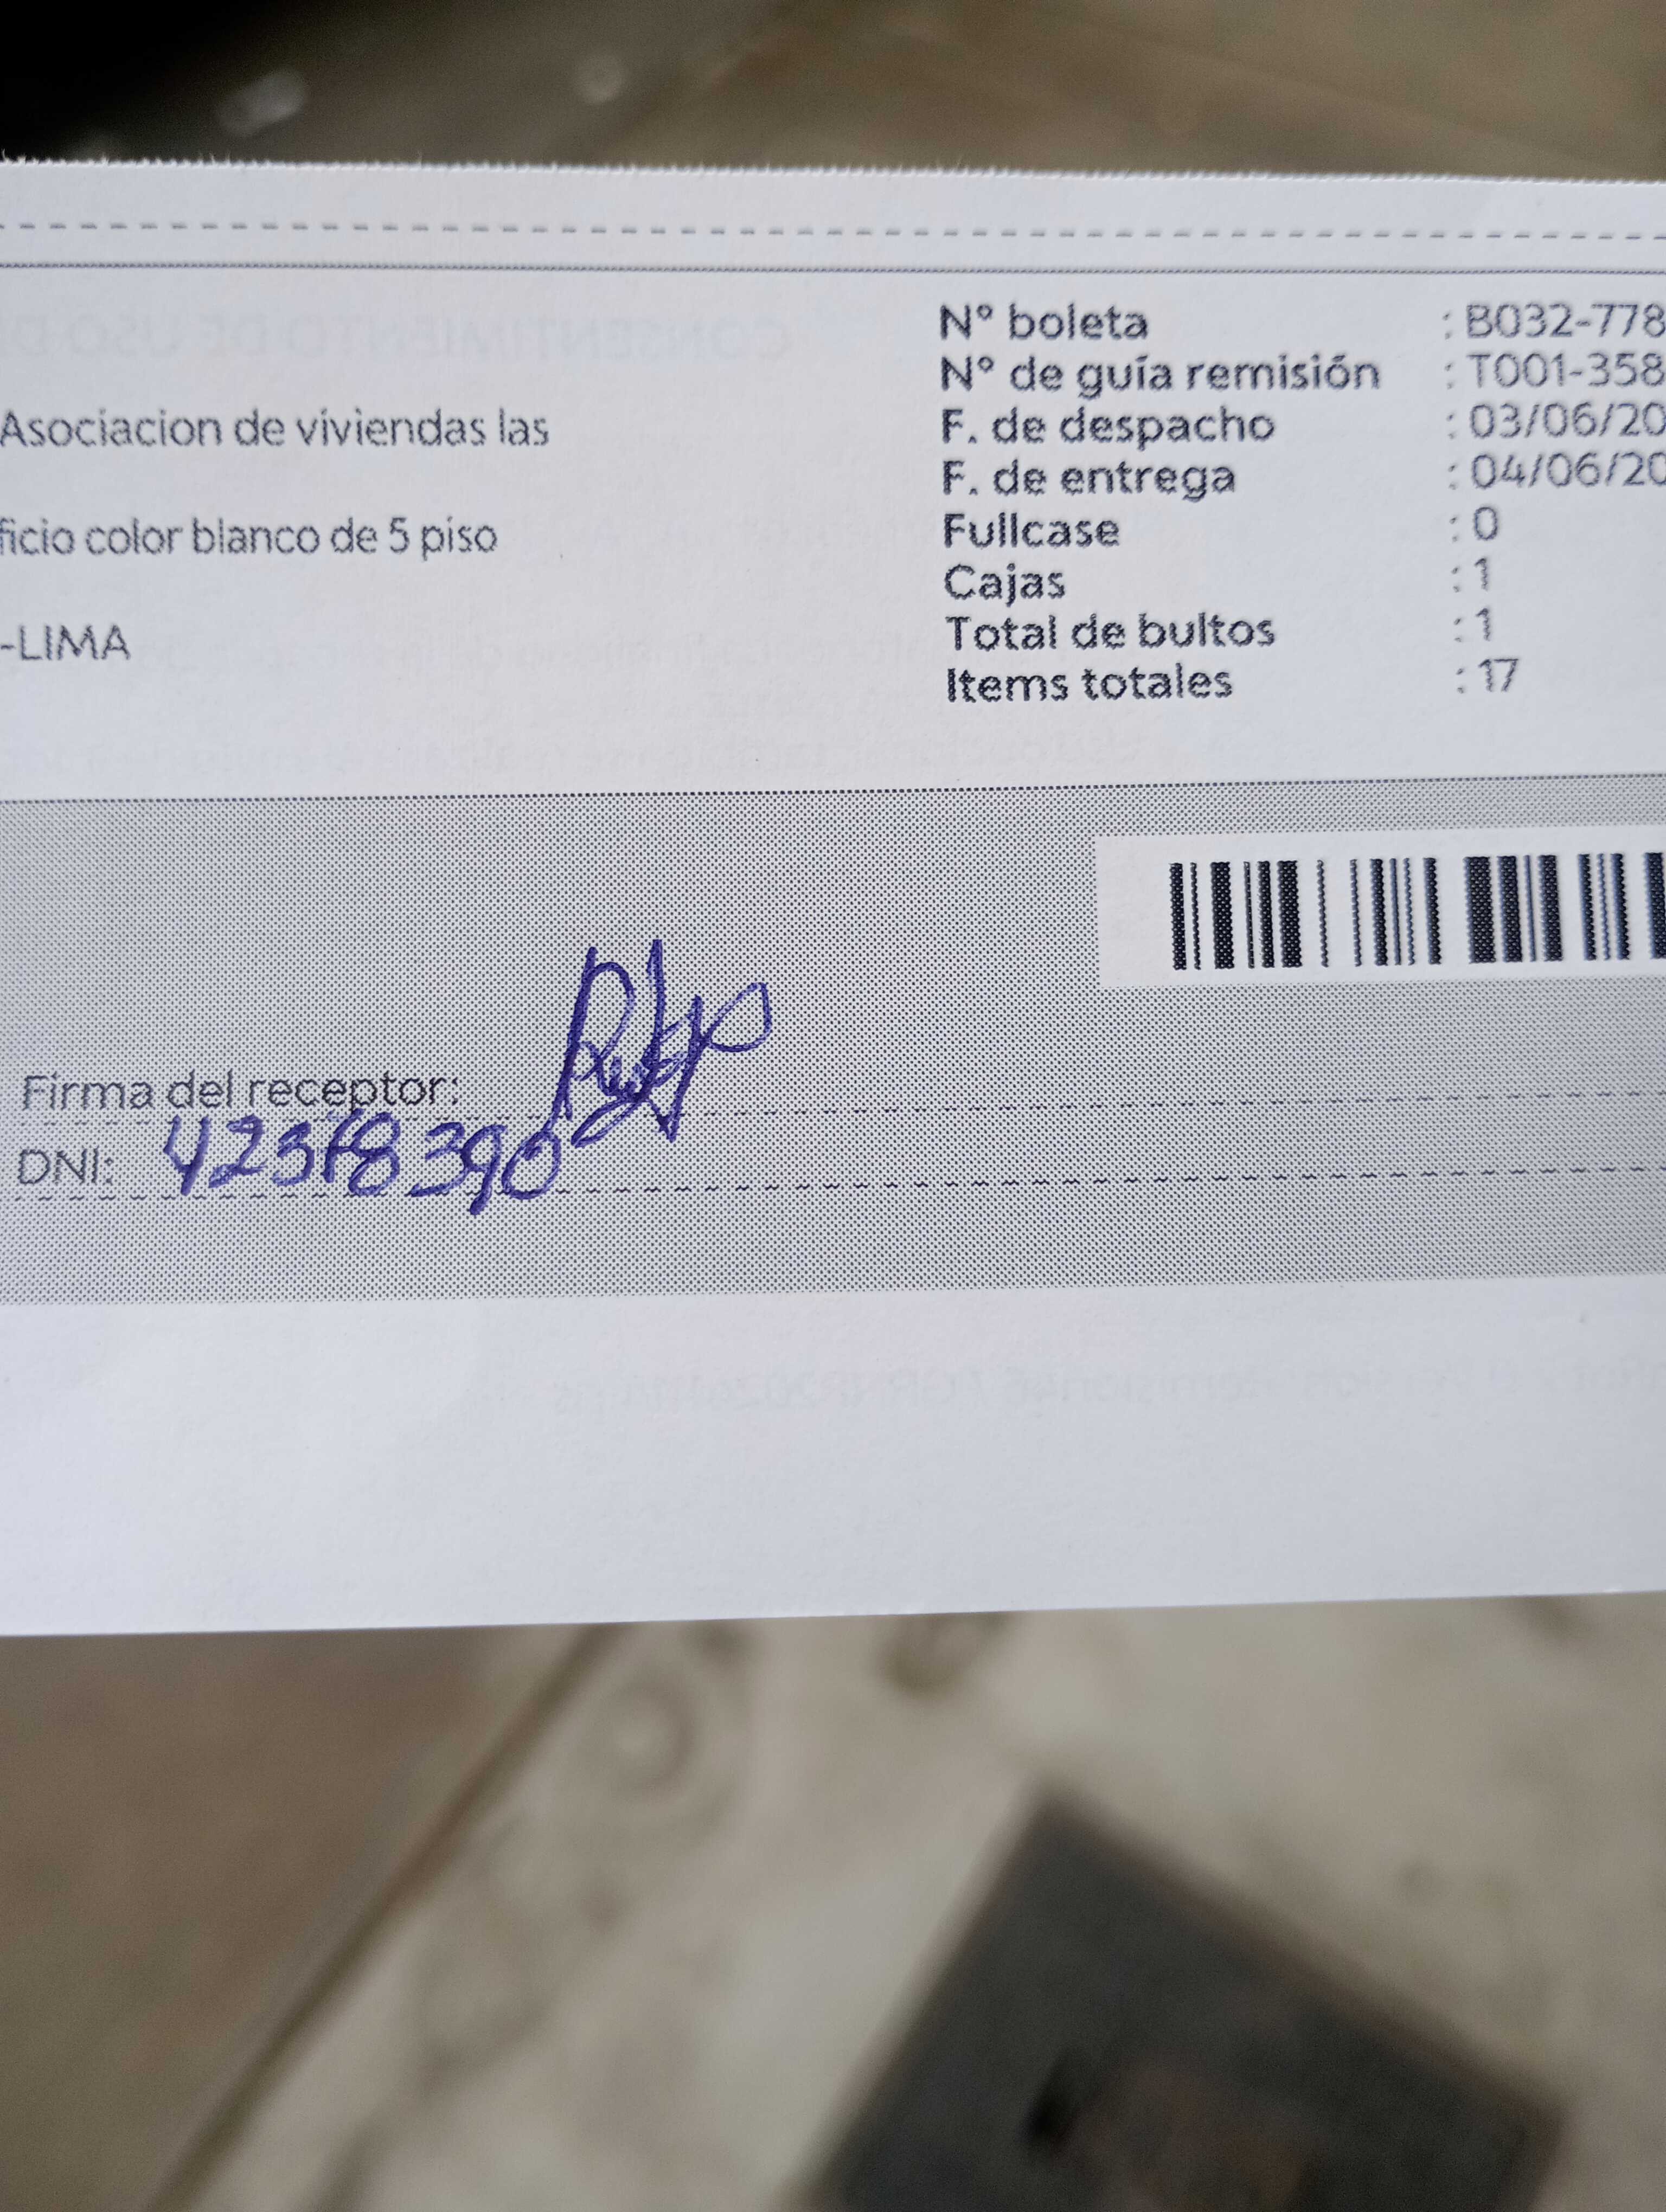 N° boleta : B032-778
N° de guía remisión : T001-358
Asociacion de viviendas las
F. de despacho : 03/06/20
F. de entrega : 04/06/20
ficio color blanco de 5 piso
Fullcase : 0
Cajas : 1
-LIMA
Total de bultos : 1
Items totales : 17
Firma del receptor:
DNI: